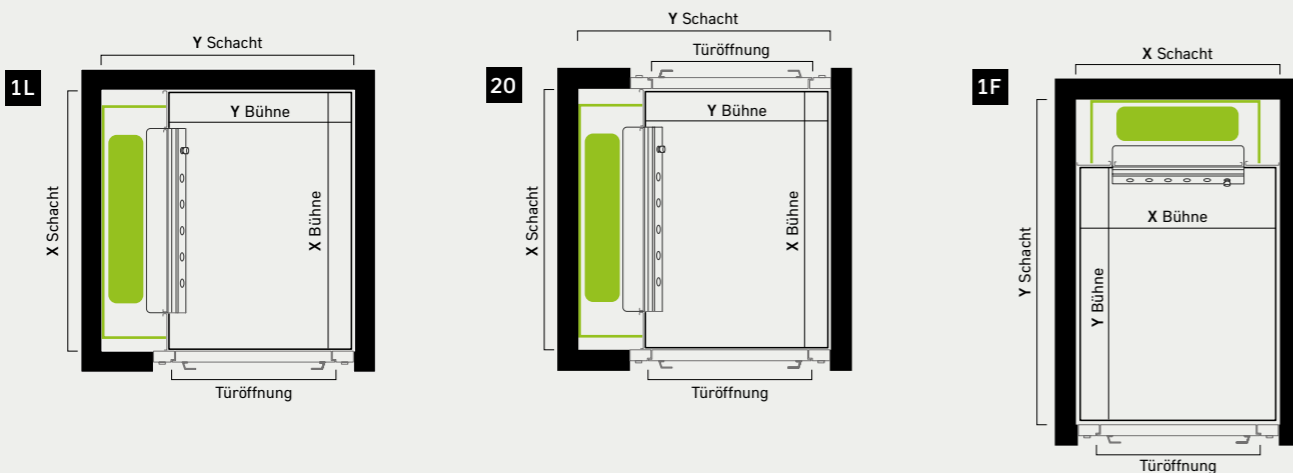 1L
Y Schacht
Y Bühne
X Schacht
X Bühne
Türöffnung
20
Y Schacht
Türöffnung
Y Bühne
X Schacht
X Bühne
Türöffnung
1F
X Schacht
X Bühne
Y Schacht
Y Bühne
Türöffnung